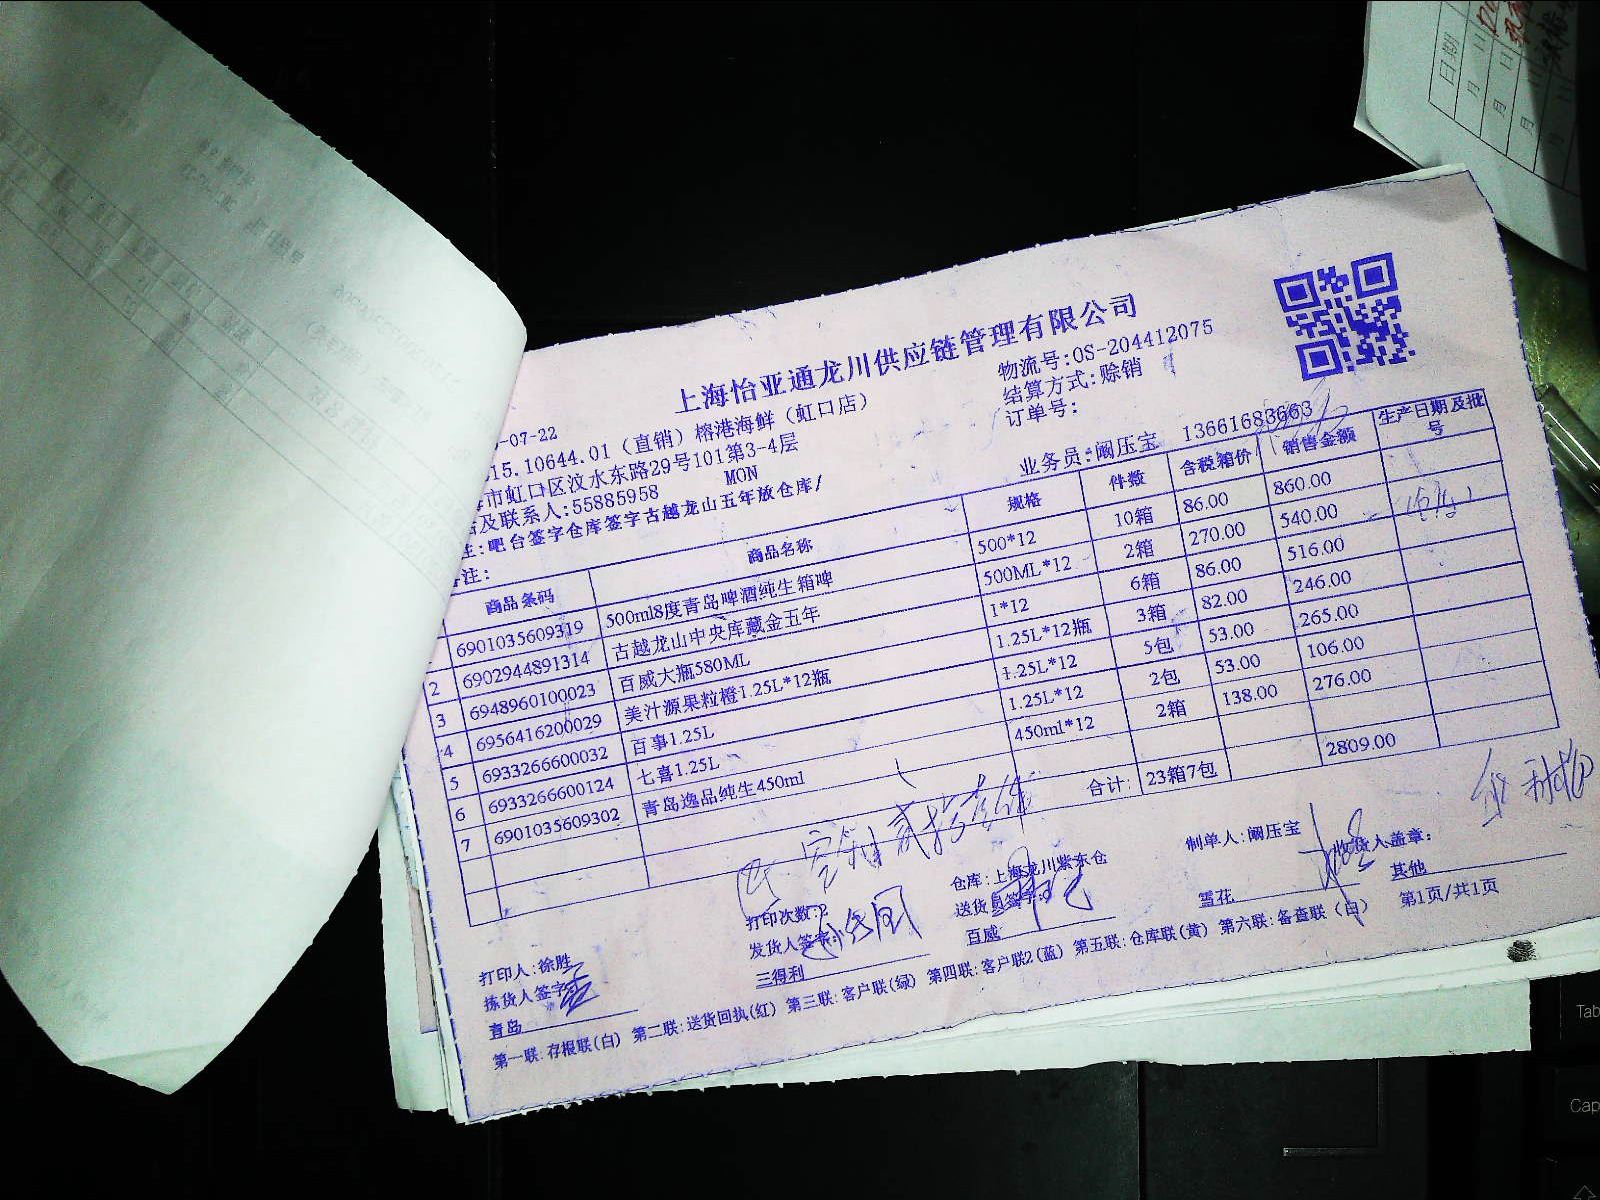 上海怡亚通龙川供应链管理有限公司
物流号:OS-204412075
结算方式:赊销
订单号:
-07-22
15.10644.01（直销）榕港海鲜（虹口店）
市虹口区汶水东路29号101第3-4层
及联系人:55885958 MON
业务员:阚压宝 13661683663
注:吧台签字仓库签字古越龙山五年放仓库/
注:
商品条码 商品名称 规格 件数 含税箱价 销售金额 生产日期及批号
6901035609319 500ml8度青岛啤酒纯生箱啤 500*12 10箱 86.00 860.00
2 6902944891314 古越龙山中央库藏金五年 500ML*12 2箱 270.00 540.00
3 6948960100023 百威大瓶580ML 1*12 6箱 86.00 516.00
4 6956416200029 美汁源果粒橙1.25L*12瓶 1.25L*12瓶 3箱 82.00 246.00
5 6933266600032 百事1.25L 1.25L*12 5包 53.00 265.00
6 6933266600124 七喜1.25L 1.25L*12 2包 53.00 106.00
7 6901035609302 青岛逸品纯生450ml 450ml*12 2箱 138.00 276.00
合计: 23箱7包 2809.00
打印人:徐胜 打印次数:2 仓库:上海龙川紫东仓 制单人:阚压宝 收货人盖章:
拣货人签字 发货人签字: 送货员签字:
青岛 三得利 百威 雪花 其他
第一联:存根联(白) 第二联:送货回执(红) 第三联:客户联(绿) 第四联:客户联2(蓝) 第五联:仓库联(黄) 第六联:备查联(白) 第1页/共1页
日期
月 日
月 日
月
月
Tab
Cap